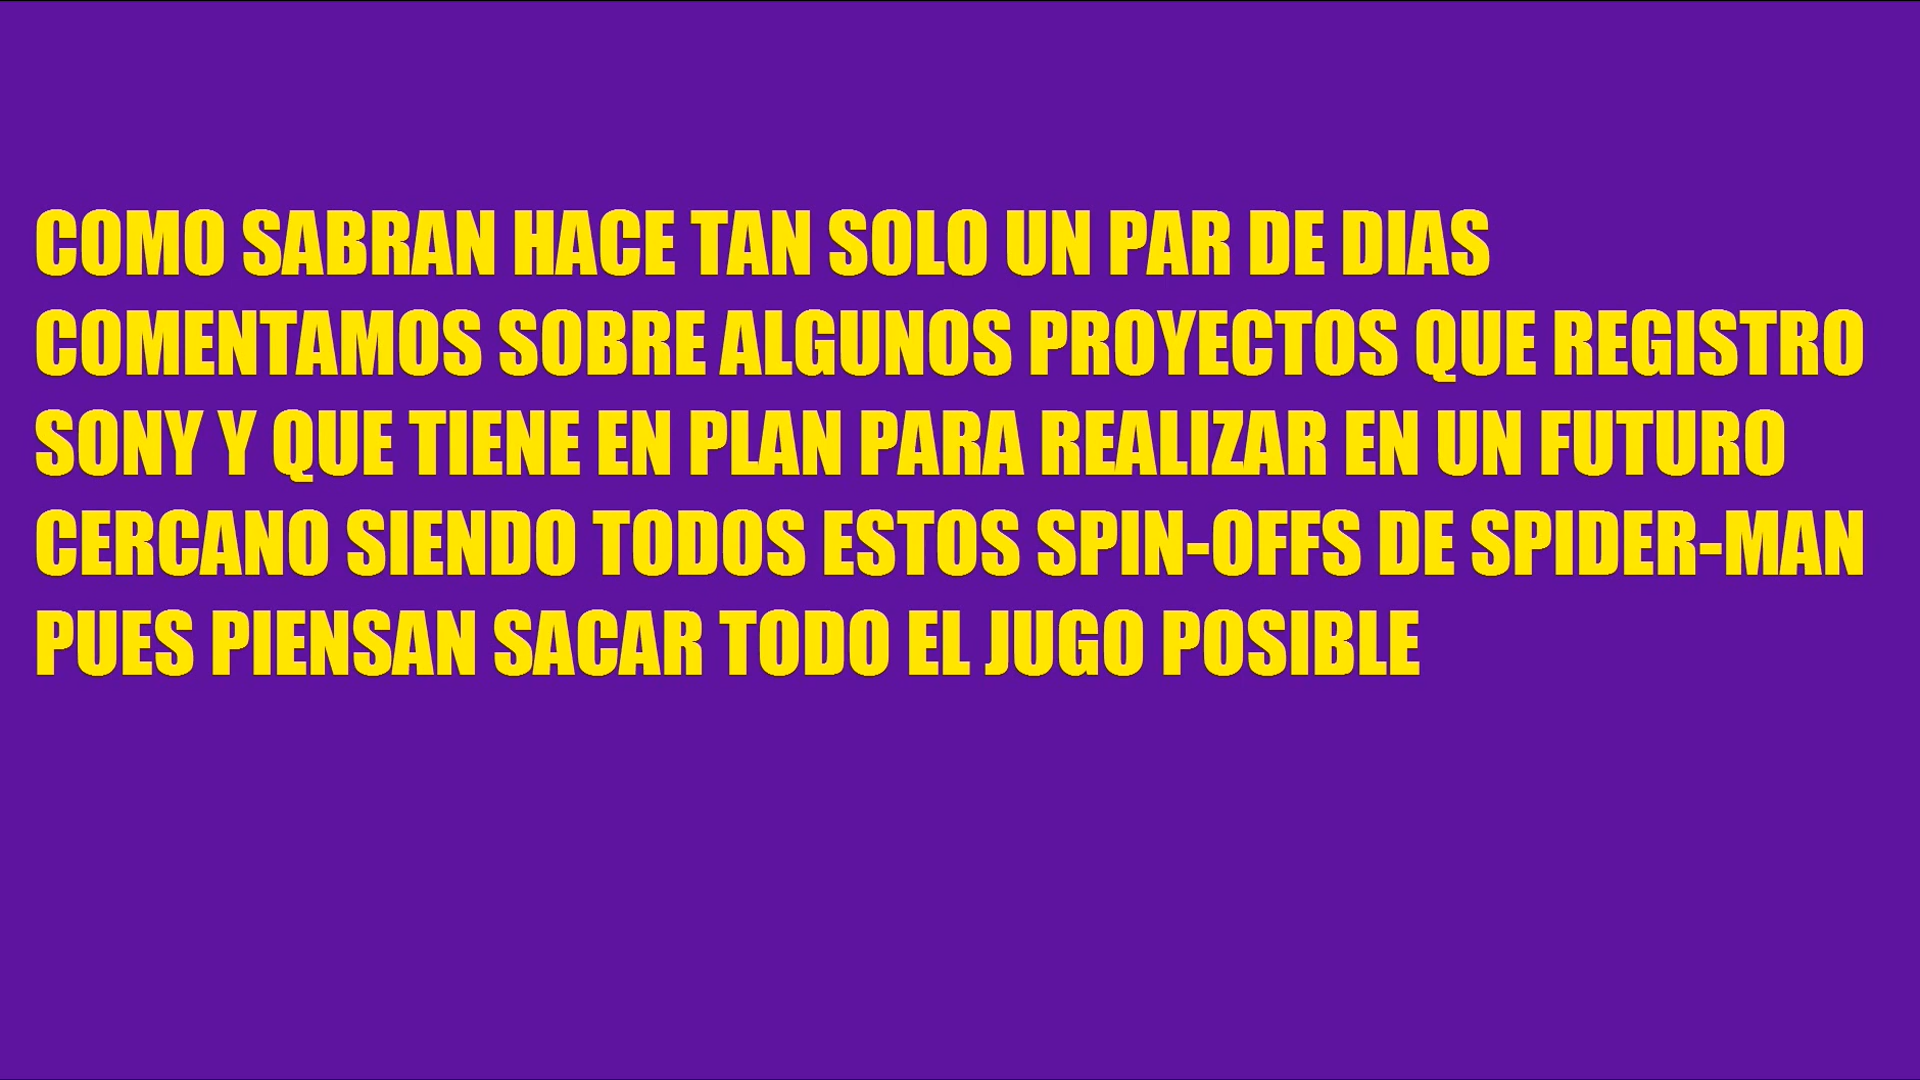 COMO SABRAN HACE TAN SOLO UN PAR DE DIAS
COMENTAMOS SOBRE ALGUNOS PROYECTOS QUE REGISTRO
SONY Y QUE TIENE EN PLAN PARA REALIZAR EN UN FUTURO
CERCANO SIENDO TODOS ESTOS SPIN-OFFS DE SPIDER-MAN
PUES PIENSAN SACAR TODO EL JUGO POSIBLE